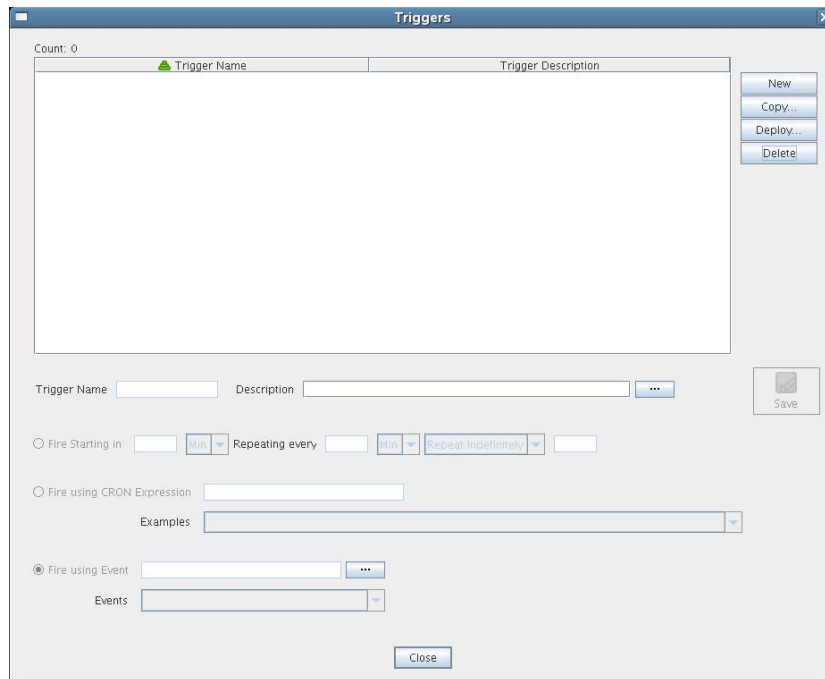 Triggers
Count: 0
Trigger Name Trigger Description
New
Copy...
Deploy...
Delete
Trigger Name Description ...
Save
Fire Starting in Min Repeating every Min Repeat Indefinitely
Fire using CRON Expression
Examples
Fire using Event ...
Events
Close